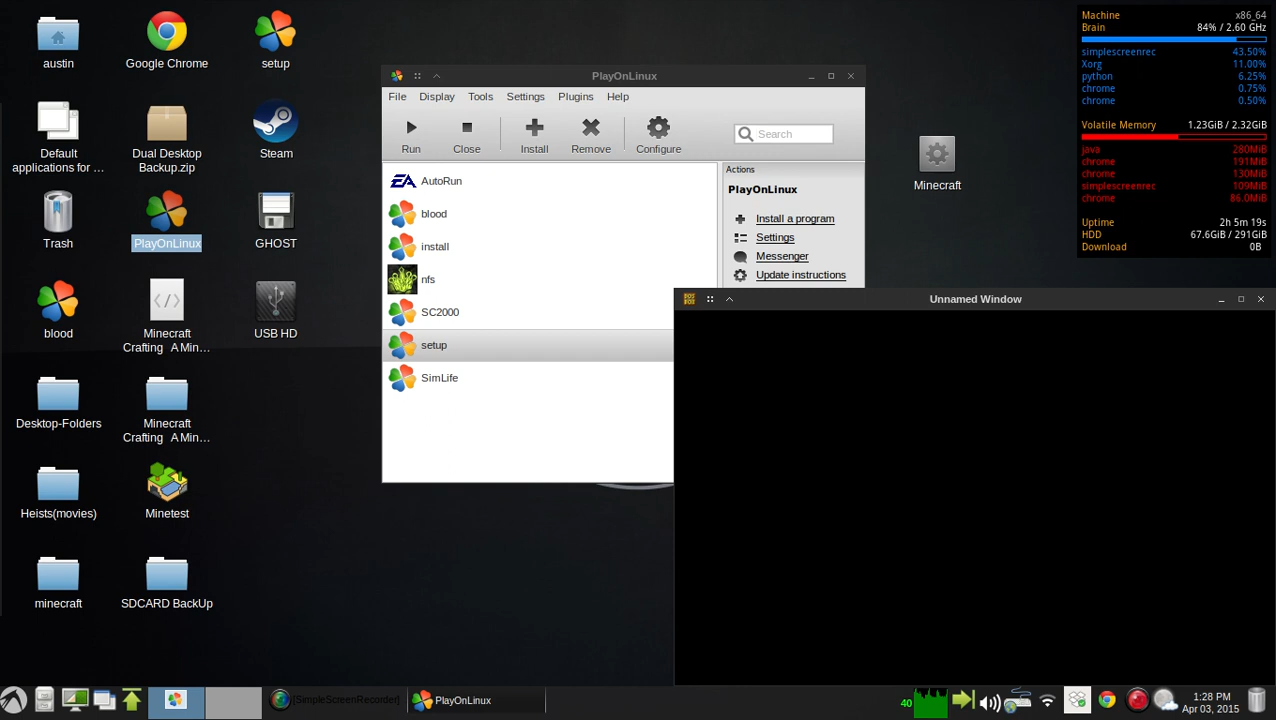 austin
Google Chrome
setup
Default
applications for ...
Dual Desktop
Backup.zip
Steam
Trash
PlayOnLinux
GHOST
blood
Minecraft
Crafting A Min...
USB HD
Desktop-Folders
Minecraft
Crafting A Min...
Heists(movies)
Minetest
minecraft
SDCARD BackUp
PlayOnLinux
File Display Tools Settings Plugins Help
Run Close Install Remove Configure Search
EA AutoRun
blood
install
nfs
SC2000
setup
SimLife
Actions
PlayOnLinux
Install a program
Settings
Messenger
Update instructions
Minecraft
DOS
BOX
Unnamed Window
Machine x86_64
Brain 84% / 2.60 GHz
simplescreenrec 43.50%
Xorg 11.00%
python 6.25%
chrome 0.75%
chrome 0.50%
Volatile Memory 1.23GiB / 2.32GiB
java 280MiB
chrome 191MiB
chrome 130MiB
simplescreenrec 109MiB
chrome 86.0MiB
Uptime 2h 5m 19s
HDD 67.6GiB / 291GiB
Download 0B
[SimpleScreenRecorder]
PlayOnLinux
40
1:28 PM
Apr 03, 2015